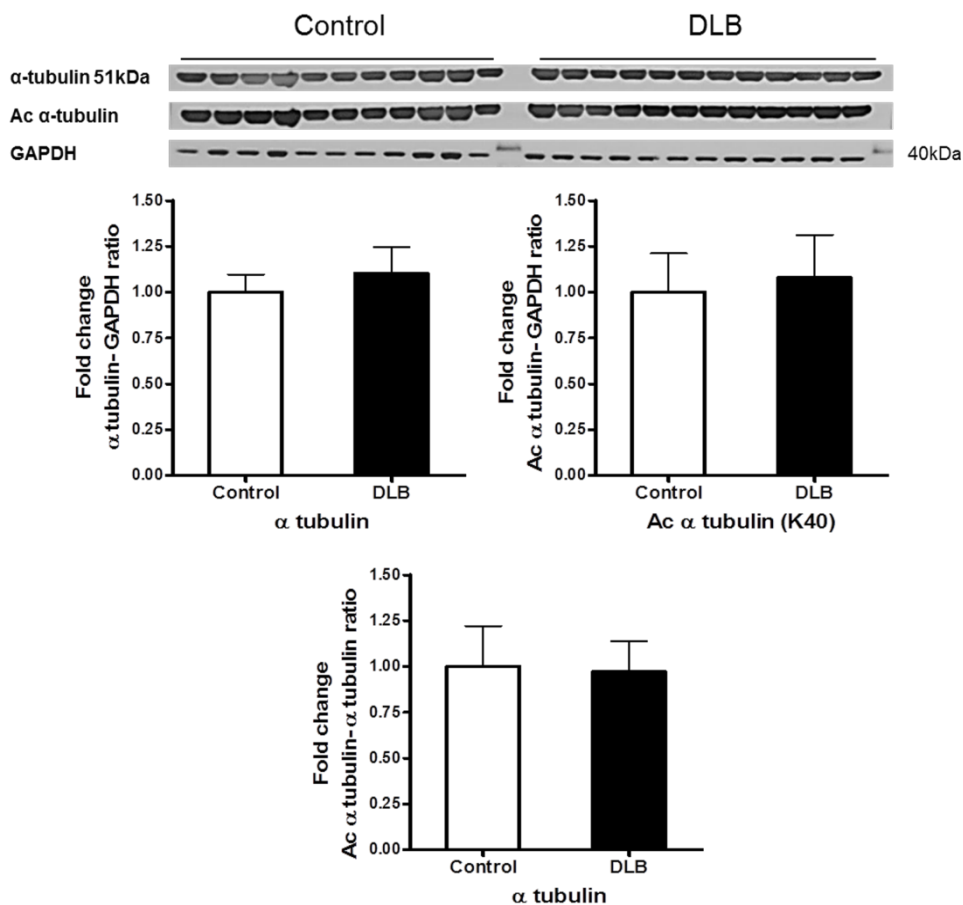 Control DLB
α-tubulin 51kDa
Ac α-tubulin
GAPDH 40kDa
Fold change
α tubulin-GAPDH ratio
1.50
1.25
1.00
0.75
0.50
0.25
0.00
Control DLB
α tubulin
Fold change
Ac α tubulin- GAPDH ratio
1.50
1.25
1.00
0.75
0.50
0.25
0.00
Control DLB
Ac α tubulin (K40)
Fold change
Ac α tubulin- α tubulin ratio
1.50
1.25
1.00
0.75
0.50
0.25
0.00
Control DLB
α tubulin